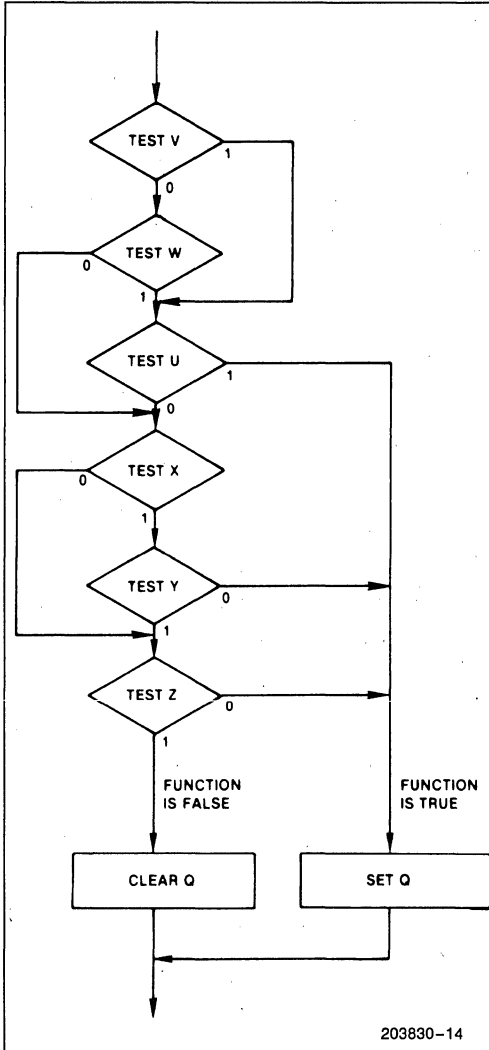 TEST V
1
0
TEST W
0
1
TEST U
1
0
TEST X
0
1
TEST Y
0
1
TEST Z
0
1
FUNCTION
IS FALSE
FUNCTION
IS TRUE
CLEAR Q
SET Q
203830-14